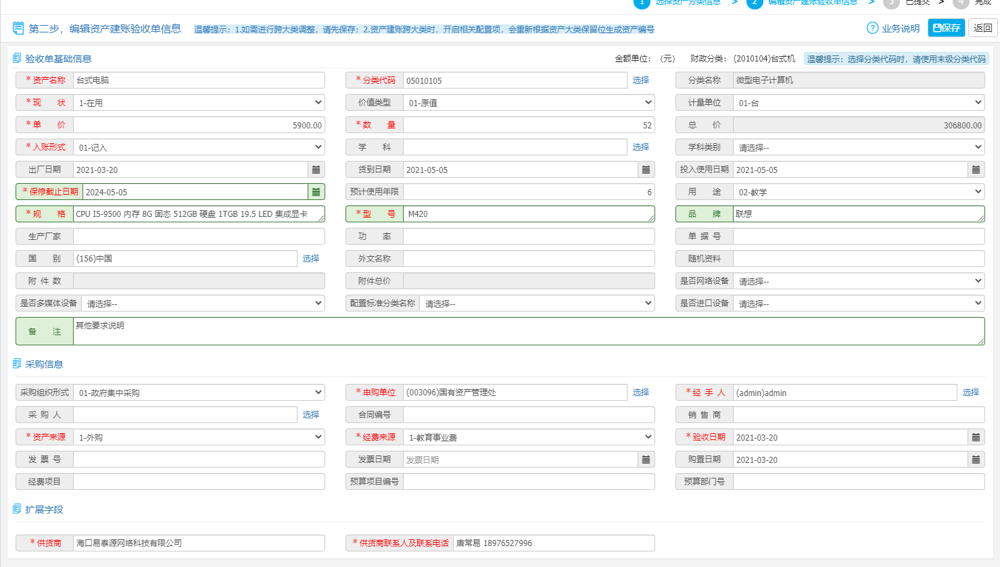 1 选择资产分类信息 > 2 编辑资产建账验收单信息 > 3 已提交 > 4 完成
第二步，编辑资产建账验收单信息 温馨提示：1.如需进行跨大类调整，请先保存；2.资产建账跨大类时，开启相关配置项，会重新根据资产大类保留位生成资产编号 ? 业务说明 保存 返回
验收单基础信息 金额单位： （元） 财政分类： (2010104)台式机 温馨提示：选择分类代码时，请使用末级分类代码
* 资产名称 台式电脑 * 分类代码 05010105 选择 分类名称 微型电子计算机
* 现 状 1-在用 价值类型 01-原值 计量单位 01-台
* 单 价 5900.00 * 数 量 52 总 价 306800.00
* 入账形式 01-记入 学 科 选择 学科类别 请选择--
出厂日期 2021-03-20 货到日期 2021-05-05 投入使用日期 2021-05-05
* 保修截止日期 2024-05-05 预计使用年限 6 用 途 02-教学
* 规 格 CPU I5-9500 内存 8G 固态 512GB 硬盘 1TGB 19.5 LED 集成显卡 * 型 号 M420 品 牌 联想
生产厂家 功 率 单 据 号
国 别 (156)中国 选择 外文名称 随机资料
附 件 数 附件总价 是否网络设备 请选择--
是否多媒体设备 请选择-- 配置标准分类名称 请选择-- 是否进口设备 请选择--
备 注 其他要求说明
采购信息
采购组织形式 01-政府集中采购 * 申购单位 (003096)国有资产管理处 选择 * 经 手 人 (admin)admin 选择
采 购 人 选择 合同编号 销 售 商
* 资产来源 1-外购 * 经费来源 1-教育事业费 * 验收日期 2021-03-20
发 票 号 发票日期 发票日期 购置日期 2021-03-20
经费项目 预算项目编号 预算部门号
扩展字段
* 供货商 海口易泰源网络科技有限公司 * 供货商联系人及联系电话 唐常易 18976527996